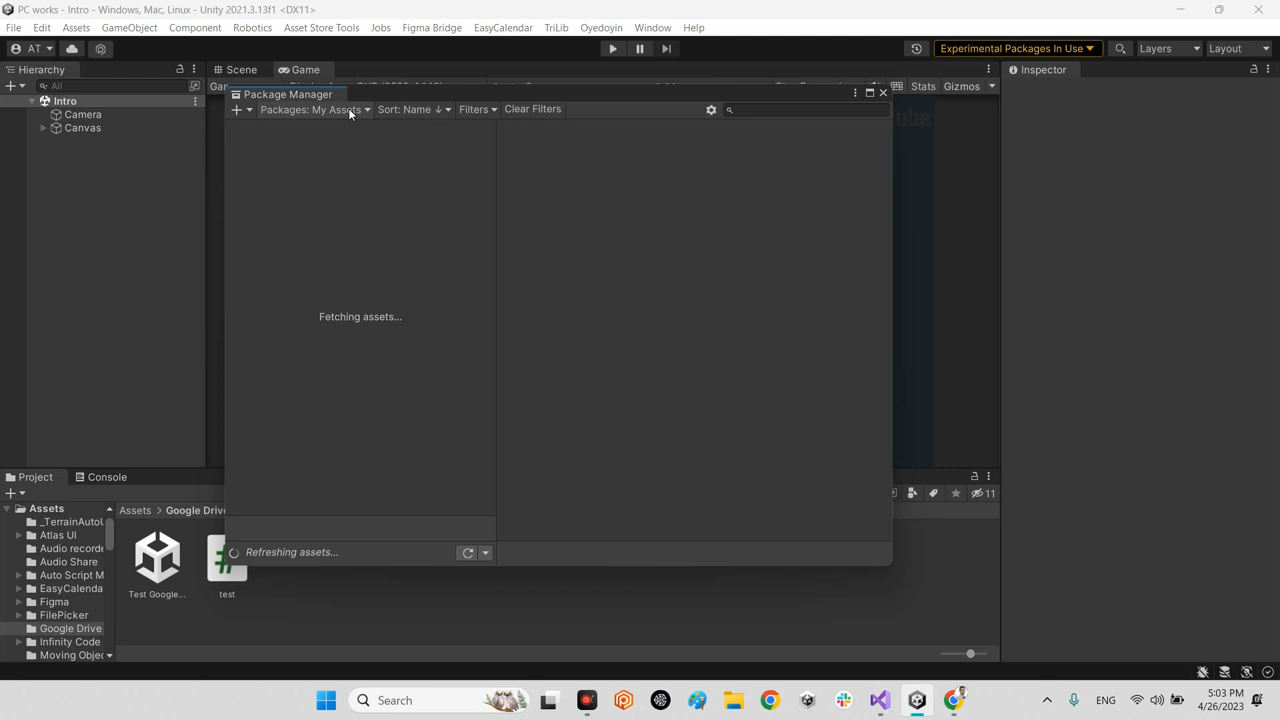 PC works - Intro - Windows, Mac, Linux - Unity 2021.3.13f1 <DX11>
File Edit Assets GameObject Component Robotics Asset Store Tools Jobs Figma Bridge EasyCalendar TriLib Oyedoyin Window Help
AT Experimental Packages In Use Layers Layout
Hierarchy Scene Game Inspector
All Stats Gizmos
Intro
Camera
Canvas
Package Manager
Packages: My Assets Sort: Name ↓ Filters Clear Filters
Fetching assets...
Refreshing assets...
Project Console
11
Assets
_TerrainAutoU
Atlas UI
Audio recorde
Audio Share
Auto Script M
EasyCalenda
Figma
FilePicker
Google Drive
Infinity Code
Moving Objec
Assets Google Driv
Test Google...
#
test
Search
ENG
5:03 PM
4/26/2023